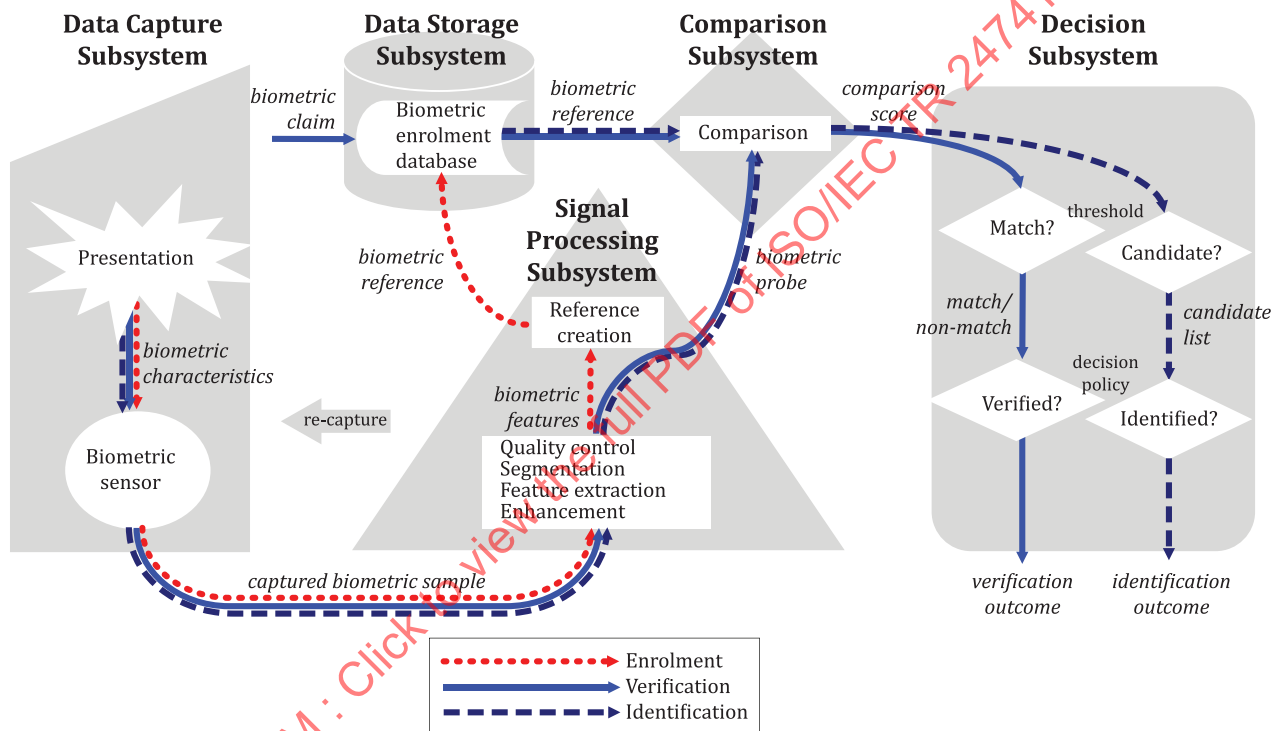 Data Capture
Subsystem
Data Storage
Subsystem
Comparison
Subsystem
Decision
Subsystem
biometric
claim
Biometric
enrolment
database
biometric
reference
Comparison
comparison
score
Presentation
biometric
characteristics
Biometric
sensor
biometric
reference
Signal
Processing
Subsystem
Reference
creation
biometric
features
Quality control
Segmentation
Feature extraction
Enhancement
re-capture
biometric
probe
threshold
Match?
Candidate?
match/
non-match
candidate
list
decision
policy
Verified?
Identified?
verification
outcome
identification
outcome
captured biometric sample
Enrolment
Verification
Identification
M : Click to view the full PDF of ISO/IEC TR 2474